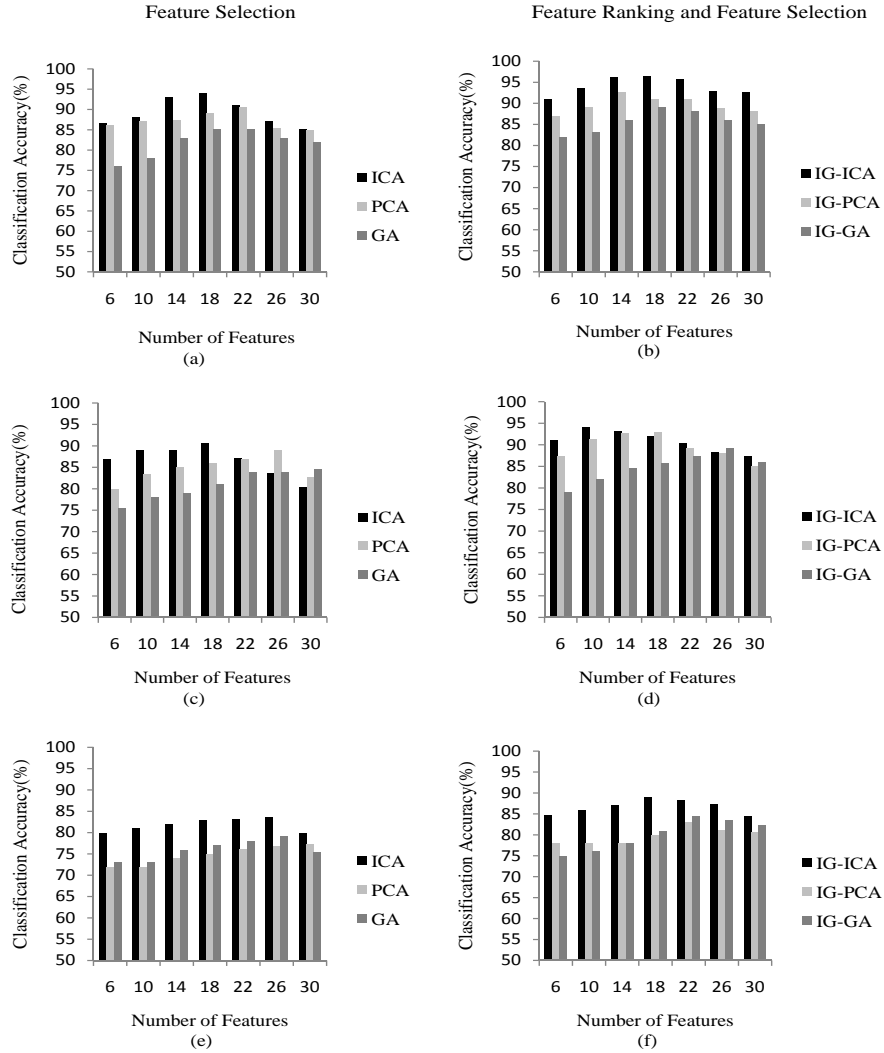 Feature Selection
Feature Ranking and Feature Selection
Classification Accuracy(%)
100
95
90
85
80
75
70
65
60
55
50
6 10 14 18 22 26 30
Number of Features
(a)
ICA
PCA
GA
Classification Accuracy(%)
100
95
90
85
80
75
70
65
60
55
50
6 10 14 18 22 26 30
Number of Features
(b)
IG-ICA
IG-PCA
IG-GA
Classification Accuracy(%)
100
95
90
85
80
75
70
65
60
55
50
6 10 14 18 22 26 30
Number of Features
(c)
ICA
PCA
GA
Classification Accuracy(%)
100
95
90
85
80
75
70
65
60
55
50
6 10 14 18 22 26 30
Number of Features
(d)
IG-ICA
IG-PCA
IG-GA
Classification Accuracy(%)
100
95
90
85
80
75
70
65
60
55
50
6 10 14 18 22 26 30
Number of Features
(e)
ICA
PCA
GA
Classification Accuracy(%)
100
95
90
85
80
75
70
65
60
55
50
6 10 14 18 22 26 30
Number of Features
(f)
IG-ICA
IG-PCA
IG-GA